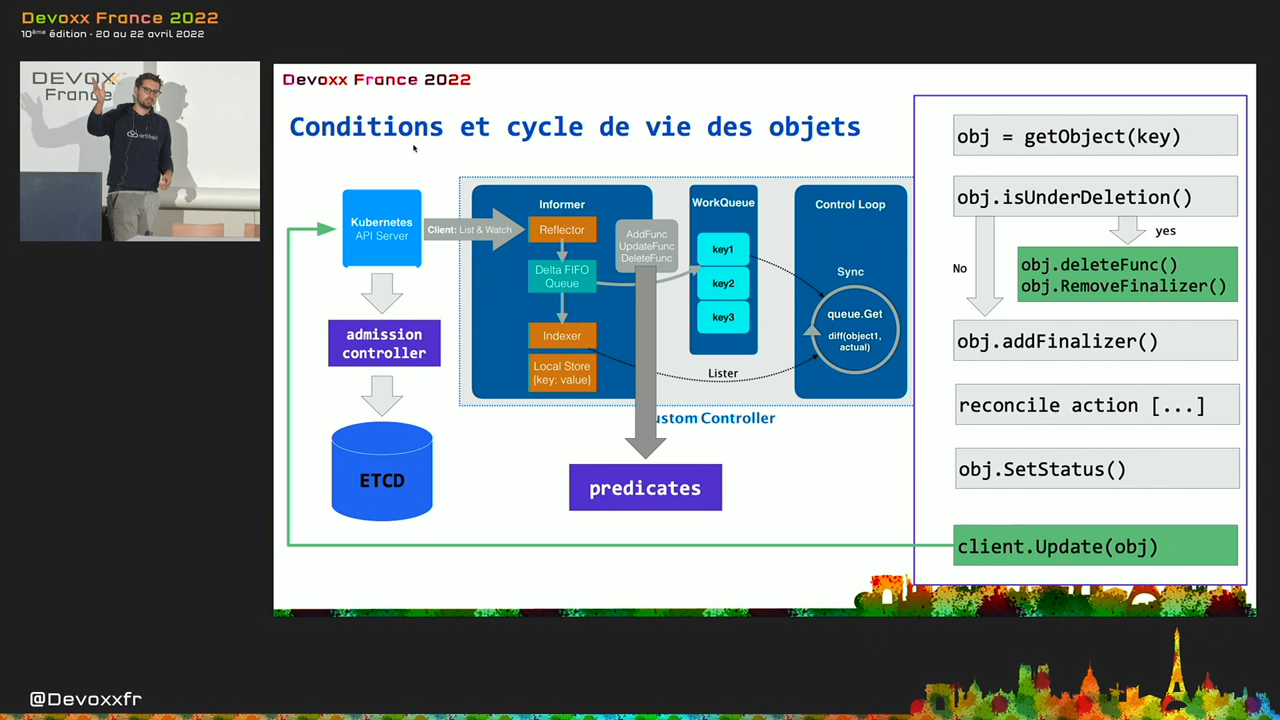 Devoxx France 2022
10ème édition - 20 au 22 avril 2022
DEVOX
France
Devoxx France 2022
Conditions et cycle de vie des objets
Kubernetes
API Server
Client: List & Watch
admission
controller
ETCD
Informer
Reflector
Delta FIFO
Queue
Indexer
Local Store
{key: value}
AddFunc
UpdateFunc
DeleteFunc
WorkQueue
key1
key2
key3
Lister
Control Loop
Sync
queue.Get
diff(object1,
actual)
ustom Controller
predicates
obj = getObject(key)
obj.isUnderDeletion()
yes
No
obj.deleteFunc()
obj.RemoveFinalizer()
obj.addFinalizer()
reconcile action [...]
obj.SetStatus()
client.Update(obj)
@Devoxxfr